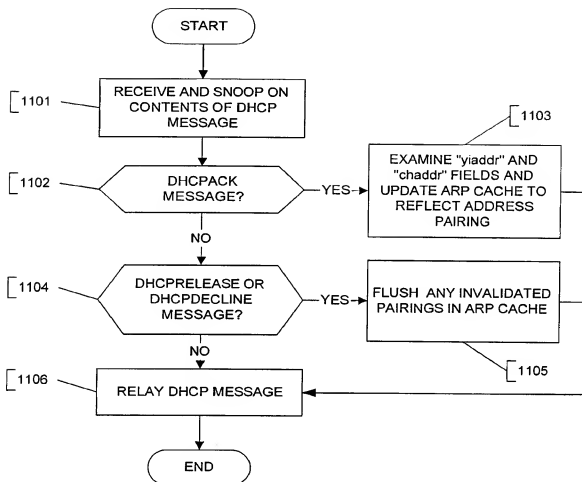 START
1101
RECEIVE AND SNOOP ON
CONTENTS OF DHCP
MESSAGE
1102
DHCPACK
MESSAGE?
YES
1103
EXAMINE "yiaddr" AND
"chaddr" FIELDS AND
UPDATE ARP CACHE TO
REFLECT ADDRESS
PAIRING
NO
1104
DHCPRELEASE OR
DHCPDECLINE
MESSAGE?
YES
FLUSH ANY INVALIDATED
PAIRINGS IN ARP CACHE
1105
NO
1106
RELAY DHCP MESSAGE
END